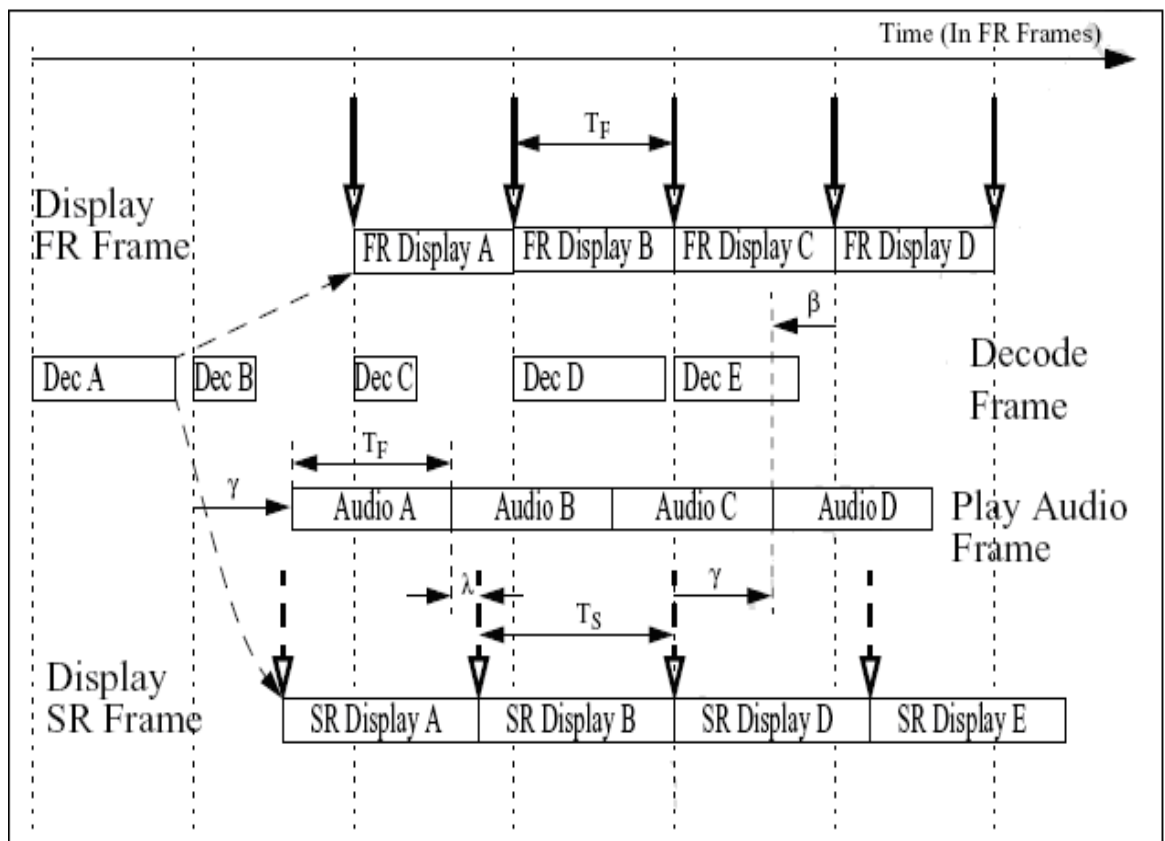 Time (In FR Frames)
T_F
Display
FR Frame
FR Display A
FR Display B
FR Display C
FR Display D
β
Dec A
Dec B
Dec C
Dec D
Dec E
Decode
Frame
T_F
γ
Audio A
Audio B
Audio C
Audio D
Play Audio
Frame
λ
γ
T_S
Display
SR Frame
SR Display A
SR Display B
SR Display D
SR Display E